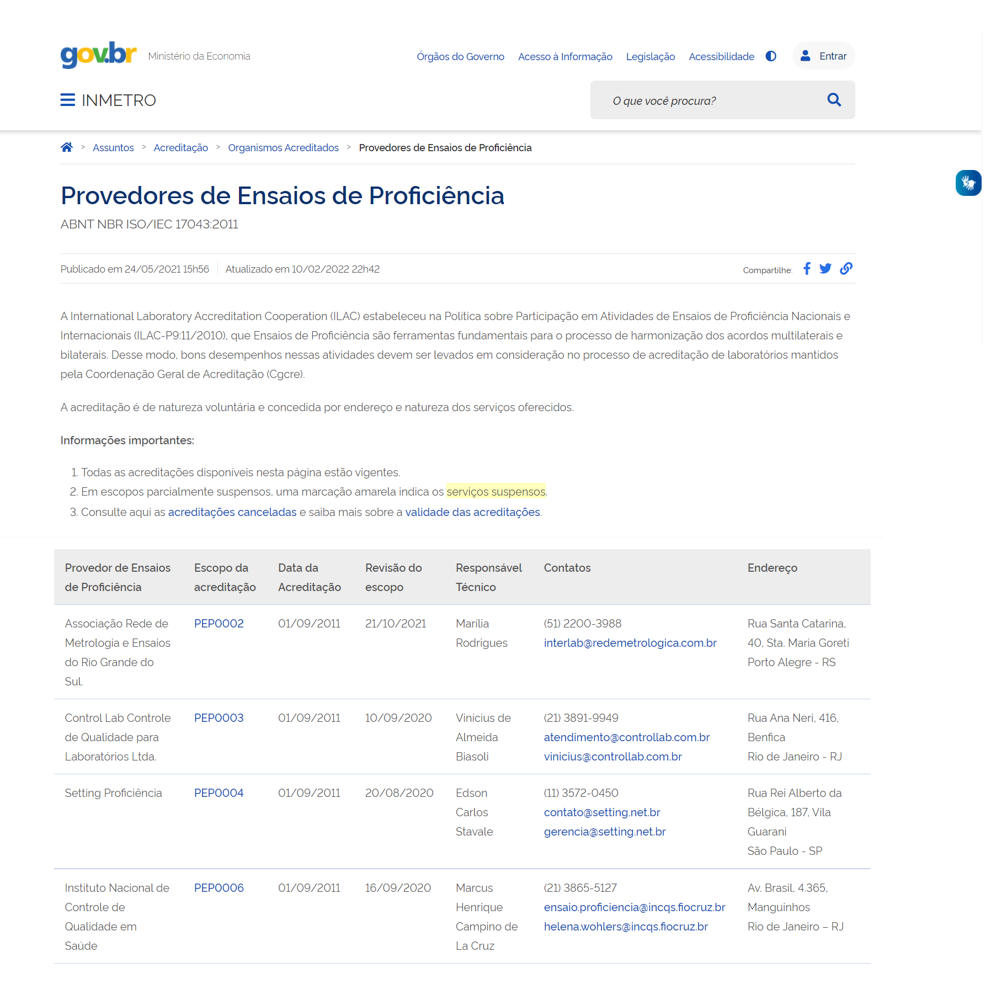 gov.br
Ministério da Economia
Órgãos do Governo Acesso à Informação Legislação Acessibilidade Entrar
INMETRO
O que você procura?
> Assuntos > Acreditação > Organismos Acreditados > Provedores de Ensaios de Proficiência
Provedores de Ensaios de Proficiência
ABNT NBR ISO/IEC 17043:2011
Publicado em 24/05/2021 15h56 Atualizado em 10/02/2022 22h42
Compartilhe:
A International Laboratory Accreditation Cooperation (ILAC) estabeleceu na Política sobre Participação em Atividades de Ensaios de Proficiência Nacionais e
Internacionais (ILAC-P9:11/2010), que Ensaios de Proficiência são ferramentas fundamentais para o processo de harmonização dos acordos multilaterais e
bilaterais. Desse modo, bons desempenhos nessas atividades devem ser levados em consideração no processo de acreditação de laboratórios mantidos
pela Coordenação Geral de Acreditação (Cgcre).
A acreditação é de natureza voluntária e concedida por endereço e natureza dos serviços oferecidos.
Informações importantes:
1. Todas as acreditações disponíveis nesta página estão vigentes.
2. Em escopos parcialmente suspensos, uma marcação amarela indica os serviços suspensos.
3. Consulte aqui as acreditações canceladas e saiba mais sobre a validade das acreditações.
Provedor de Ensaios
de Proficiência
Escopo da
acreditação
Data da
Acreditação
Revisão do
escopo
Responsável
Técnico
Contatos
Endereço
Associação Rede de
Metrologia e Ensaios
do Rio Grande do
Sul.
PEP0002
01/09/2011
21/10/2021
Marília
Rodrigues
(51) 2200-3988
interlab@redemetrologica.com.br
Rua Santa Catarina,
40, Sta. Maria Goreti
Porto Alegre - RS
Control Lab Controle
de Qualidade para
Laboratórios Ltda.
PEP0003
01/09/2011
10/09/2020
Vinícius de
Almeida
Biasoli
(21) 3891-9949
atendimento@controllab.com.br
vinicius@controllab.com.br
Rua Ana Neri, 416,
Benfica
Rio de Janeiro - RJ
Setting Proficiência
PEP0004
01/09/2011
20/08/2020
Edson
Carlos
Stavale
(11) 3572-0450
contato@setting.net.br
gerencia@setting.net.br
Rua Rei Alberto da
Bélgica, 187, Vila
Guarani
São Paulo - SP
Instituto Nacional de
Controle de
Qualidade em
Saúde
PEP0006
01/09/2011
16/09/2020
Marcus
Henrique
Campino de
La Cruz
(21) 3865-5127
ensaio.proficiencia@incqs.fiocruz.br
helena.wohlers@incqs.fiocruz.br
Av. Brasil, 4.365,
Manguinhos
Rio de Janeiro – RJ